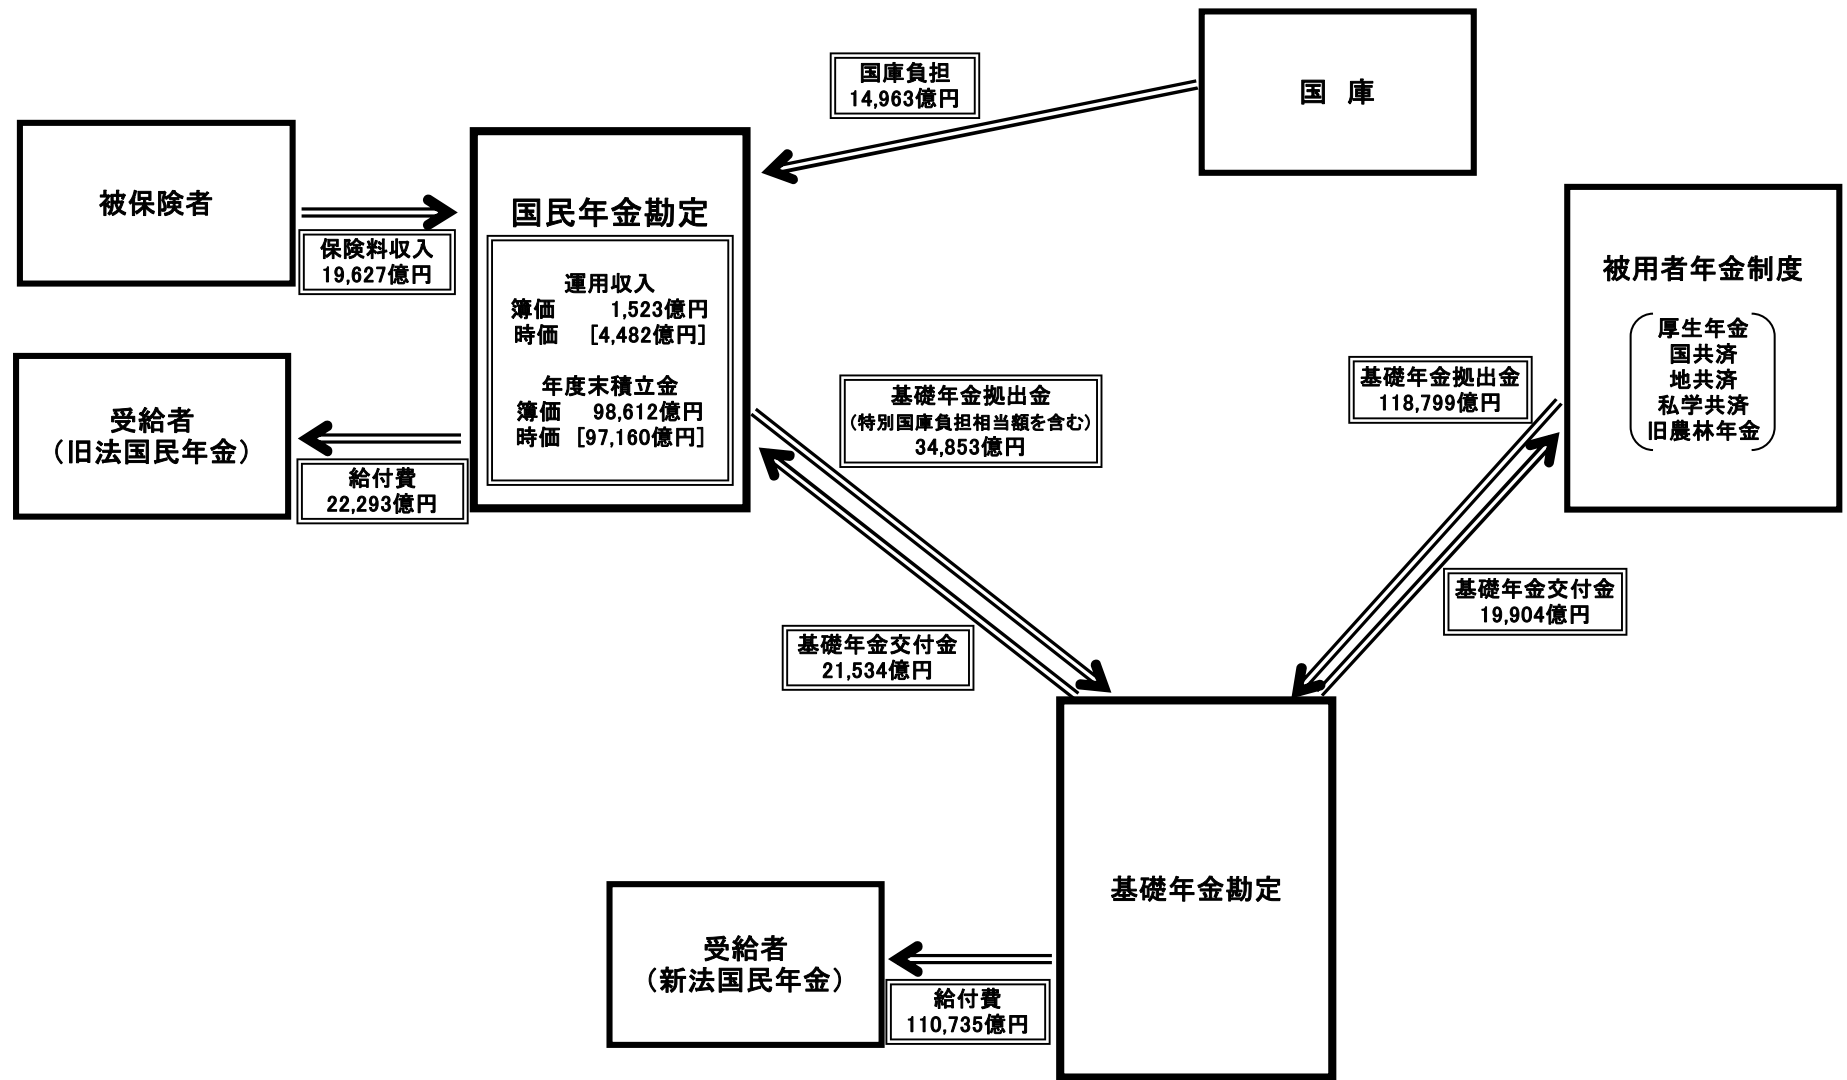 国庫負担
14,963億円
国 庫
被保険者
保険料収入
19,627億円
国民年金勘定
運用収入
簿価 1,523億円
時価 [4,482億円]
年度末積立金
簿価 98,612億円
時価 [97,160億円]
受給者
(旧法国民年金)
給付費
22,293億円
基礎年金拠出金
(特別国庫負担相当額を含む)
34,853億円
被用者年金制度
厚生年金
国共済
地共済
私学共済
旧農林年金
基礎年金拠出金
118,799億円
基礎年金交付金
19,904億円
基礎年金交付金
21,534億円
基礎年金勘定
受給者
(新法国民年金)
給付費
110,735億円